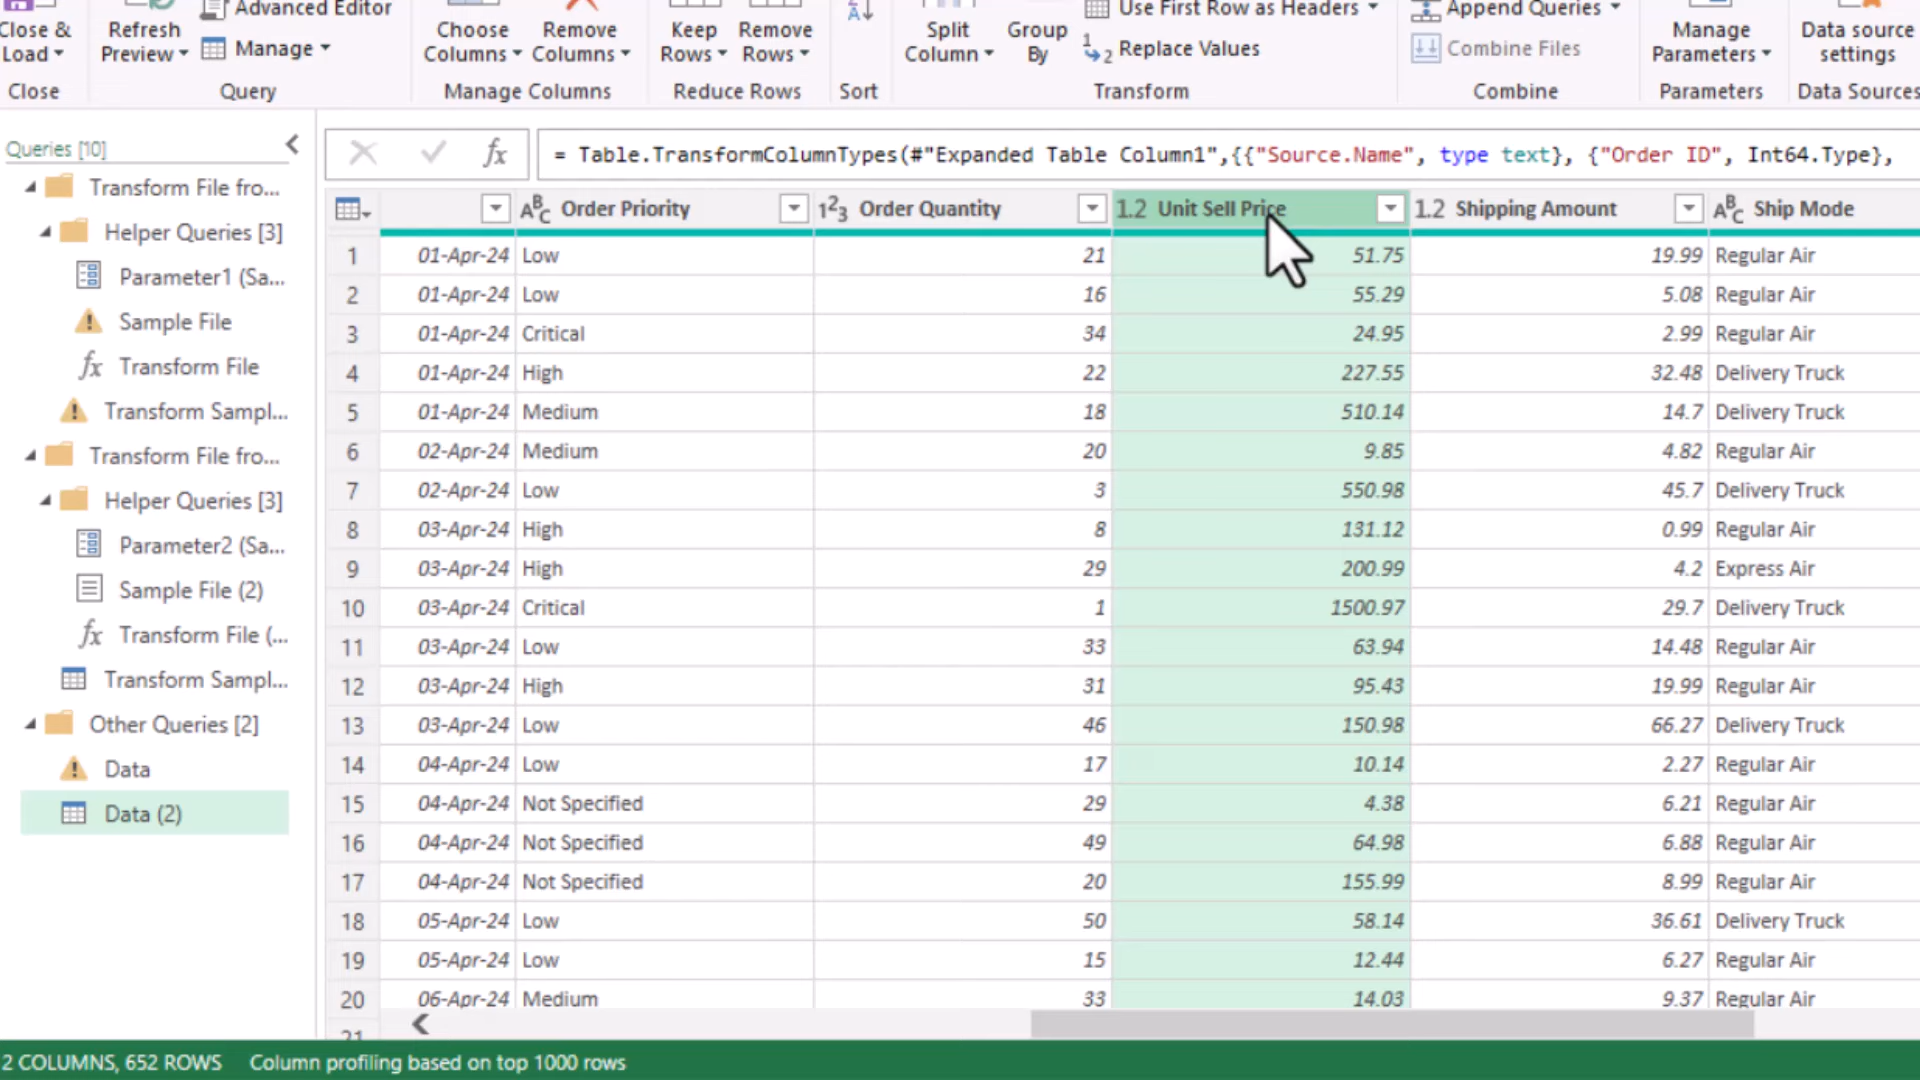 Close & Load
Refresh Preview
Advanced Editor
Manage
Choose Columns
Remove Columns
Keep Rows
Remove Rows
Split Column
Group By
Use First Row as Headers
Replace Values
Append Queries
Combine Files
Manage Parameters
Data source settings
Close
Query
Manage Columns
Reduce Rows
Sort
Transform
Combine
Parameters
Data Sources
Queries [10]
Transform File fro...
Helper Queries [3]
Parameter1 (Sa...
Sample File
Transform File
Transform Sampl...
Transform File fro...
Helper Queries [3]
Parameter2 (Sa...
Sample File (2)
Transform File (...
Transform Sampl...
Other Queries [2]
Data
Data (2)
fx = Table.TransformColumnTypes(#"Expanded Table Column1",{{"Source.Name", type text}, {"Order ID", Int64.Type},
Order Priority Order Quantity Unit Sell Price Shipping Amount Ship Mode
1 01-Apr-24 Low 21 51.75 19.99 Regular Air
2 01-Apr-24 Low 16 55.29 5.08 Regular Air
3 01-Apr-24 Critical 34 24.95 2.99 Regular Air
4 01-Apr-24 High 22 227.55 32.48 Delivery Truck
5 01-Apr-24 Medium 18 510.14 14.7 Delivery Truck
6 02-Apr-24 Medium 20 9.85 4.82 Regular Air
7 02-Apr-24 Low 3 550.98 45.7 Delivery Truck
8 03-Apr-24 High 8 131.12 0.99 Regular Air
9 03-Apr-24 High 29 200.99 4.2 Express Air
10 03-Apr-24 Critical 1 1500.97 29.7 Delivery Truck
11 03-Apr-24 Low 33 63.94 14.48 Regular Air
12 03-Apr-24 High 31 95.43 19.99 Regular Air
13 03-Apr-24 Low 46 150.98 66.27 Delivery Truck
14 04-Apr-24 Low 17 10.14 2.27 Regular Air
15 04-Apr-24 Not Specified 29 4.38 6.21 Regular Air
16 04-Apr-24 Not Specified 49 64.98 6.88 Regular Air
17 04-Apr-24 Not Specified 20 155.99 8.99 Regular Air
18 05-Apr-24 Low 50 58.14 36.61 Delivery Truck
19 05-Apr-24 Low 15 12.44 6.27 Regular Air
20 06-Apr-24 Medium 33 14.03 9.37 Regular Air
2 COLUMNS, 652 ROWS Column profiling based on top 1000 rows